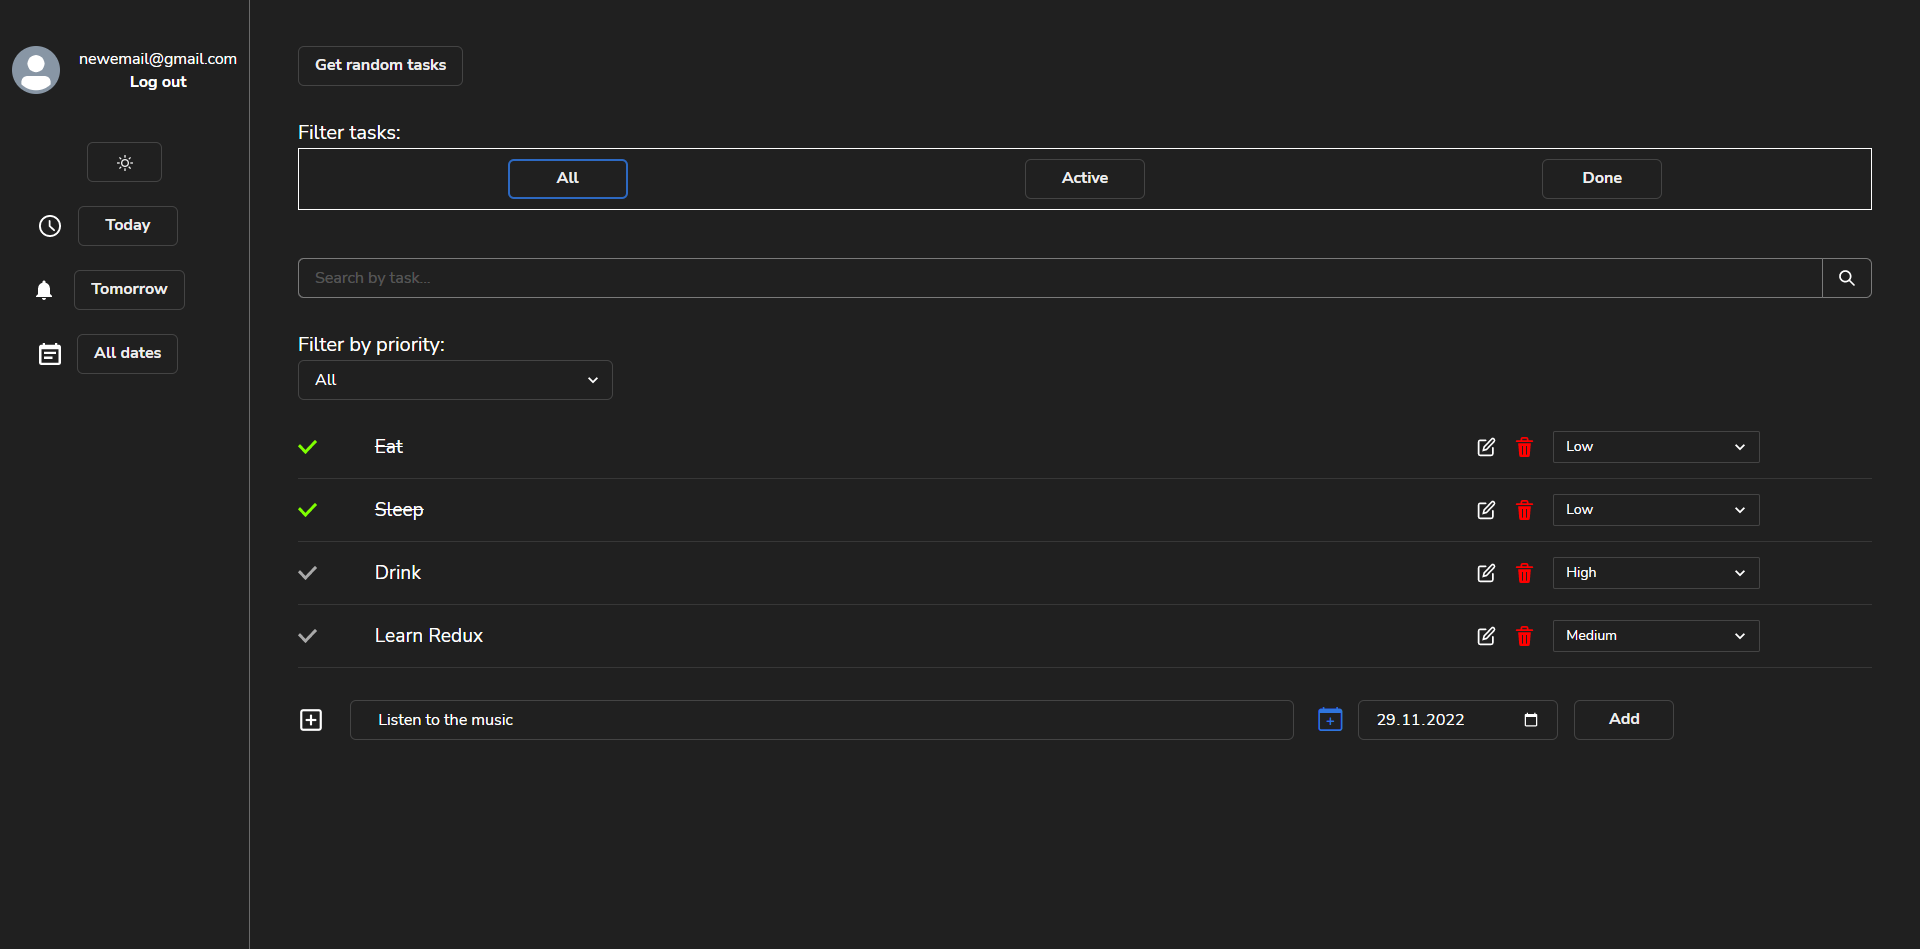 newemail@gmail.com
Log out
Today
Tomorrow
All dates
Get random tasks
Filter tasks:
All
Active
Done
Search by task...
Filter by priority:
All
Eat
Low
Sleep
Low
Drink
High
Learn Redux
Medium
Listen to the music
29.11.2022
Add